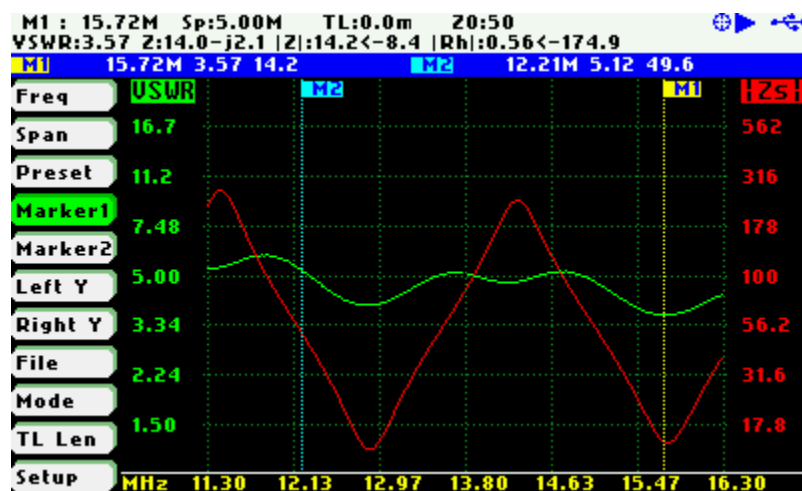 M1 : 15.72M Sp:5.00M TL:0.0m Z0:50
VSWR:3.57 Z:14.0-j2.1 |Z|:14.2<-8.4 |Rh|:0.56<-174.9
M1 15.72M 3.57 14.2 M2 12.21M 5.12 49.6
Freq VSWR M2 M1 |Zs|
Span 16.7 562
Preset 11.2 316
Marker1
7.48 178
Marker2
Left Y 5.00 100
Right Y 3.34 56.2
File
2.24 31.6
Mode
1.50 17.8
TL Len
Setup
MHz 11.30 12.13 12.97 13.80 14.63 15.47 16.30